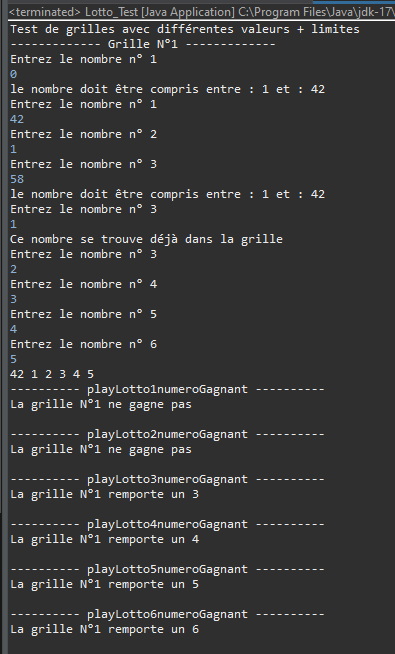 <terminated> Lotto_Test [Java Application] C:\Program Files\Java\jdk-17\
Test de grilles avec différentes valeurs + limites
------------- Grille N°1 -------------
Entrez le nombre n° 1
0
le nombre doit être compris entre : 1 et : 42
Entrez le nombre n° 1
42
Entrez le nombre n° 2
1
Entrez le nombre n° 3
58
le nombre doit être compris entre : 1 et : 42
Entrez le nombre n° 3
1
Ce nombre se trouve déjà dans la grille
Entrez le nombre n° 3
2
Entrez le nombre n° 4
3
Entrez le nombre n° 5
4
Entrez le nombre n° 6
5
42 1 2 3 4 5
---------- playLotto1numeroGagnant ----------
La grille N°1 ne gagne pas
---------- playLotto2numeroGagnant ----------
La grille N°1 ne gagne pas
---------- playLotto3numeroGagnant ----------
La grille N°1 remporte un 3
---------- playLotto4numeroGagnant ----------
La grille N°1 remporte un 4
---------- playLotto5numeroGagnant ----------
La grille N°1 remporte un 5
---------- playLotto6numeroGagnant ----------
La grille N°1 remporte un 6